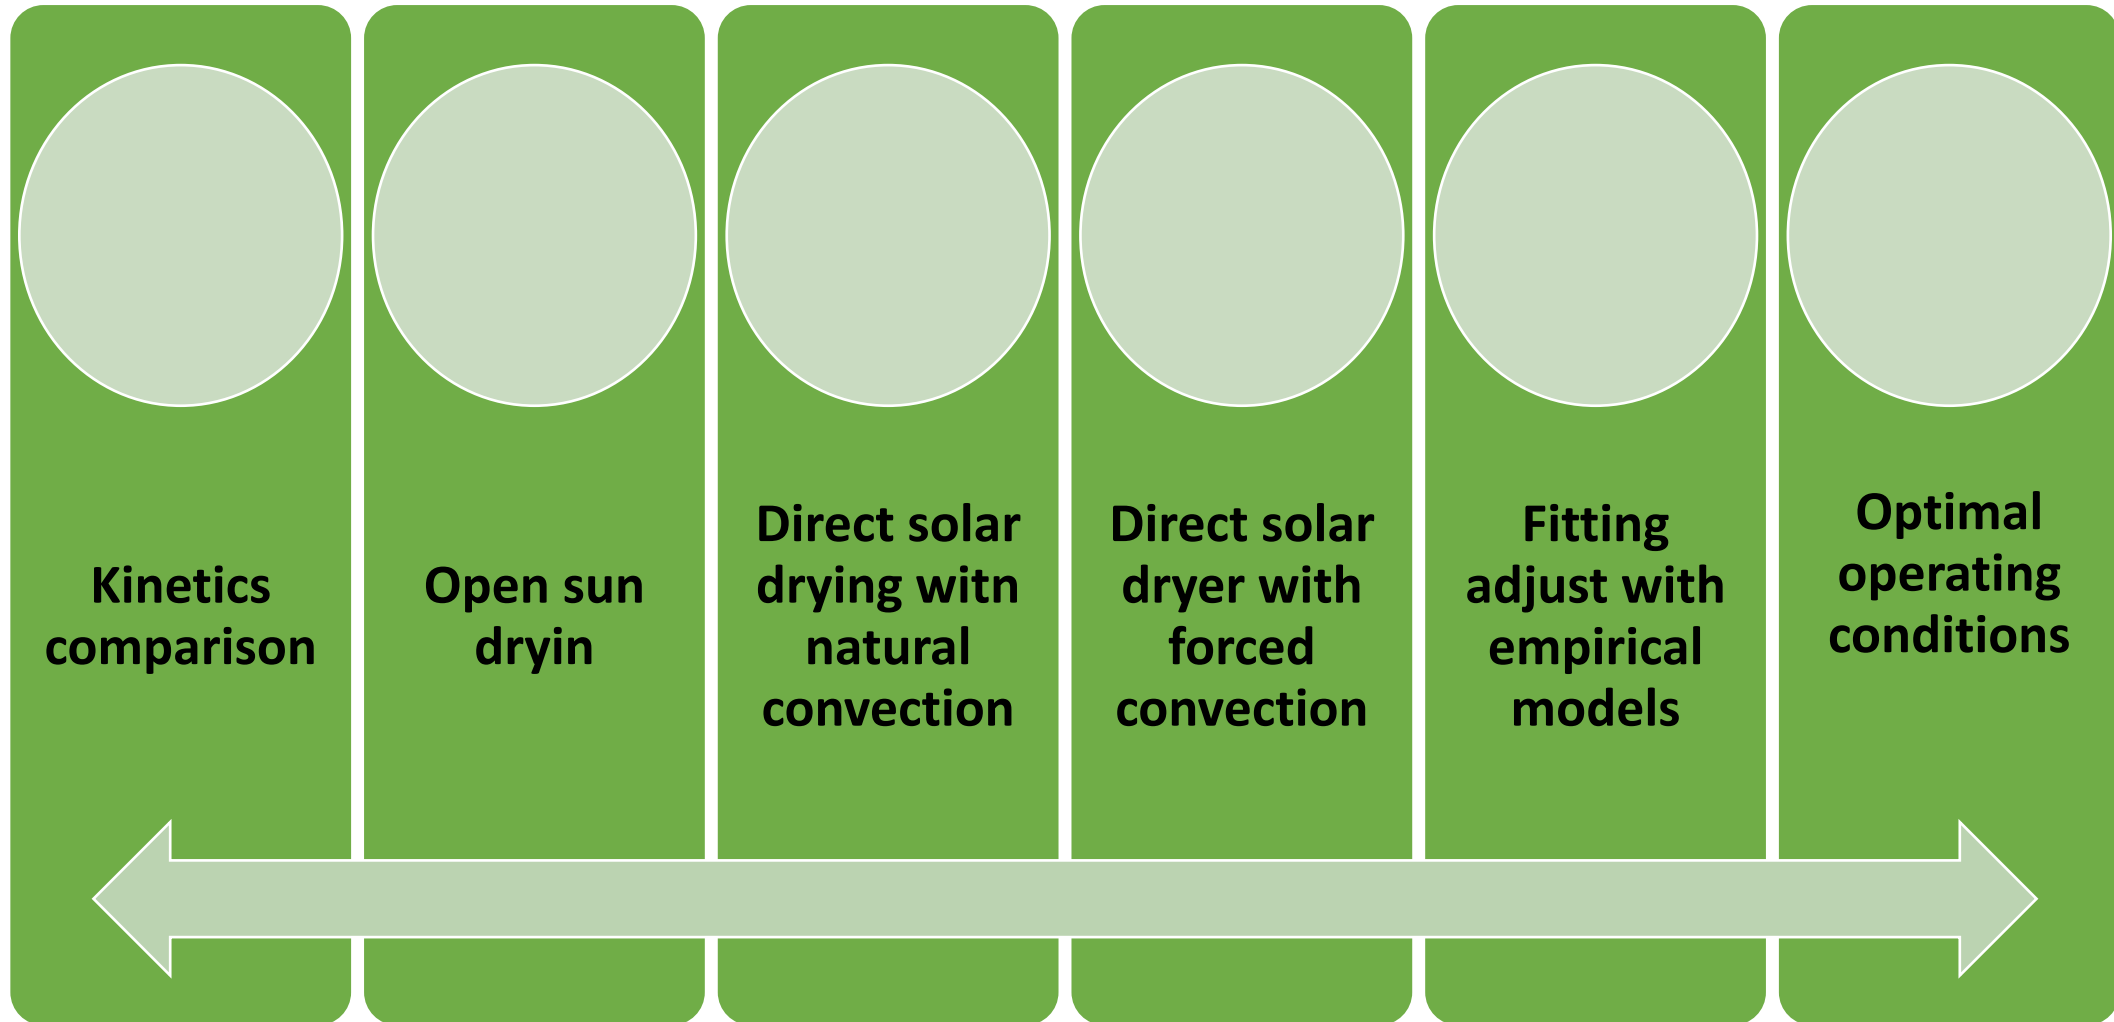 Kinetics
comparison
Open sun
dryin
Direct solar
drying witn
natural
convection
Direct solar
dryer with
forced
convection
Fitting
adjust with
empirical
models
Optimal
operating
conditions